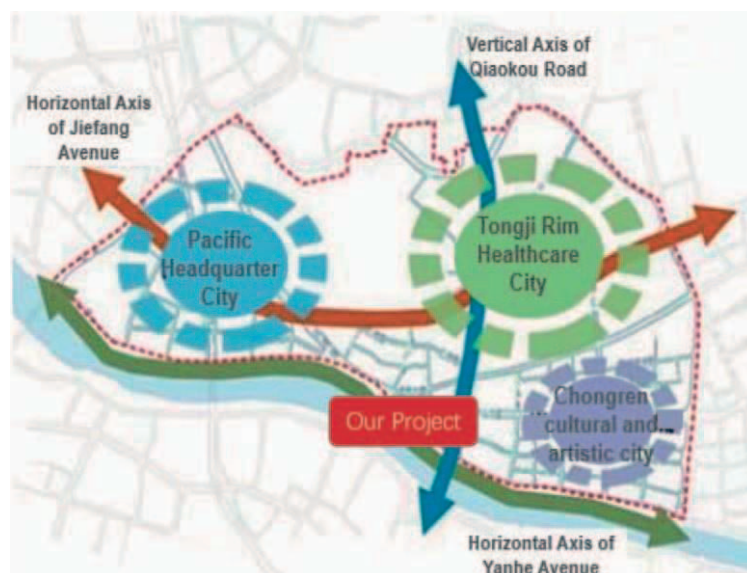 Vertical Axis of
Qiaokou Road
Horizontal Axis
of Jiefang
Avenue
Pacific
Headquarter
City
Tongji Rim
Healthcare
City
Our Project
Chongren
cultural and
artistic city
Horizontal Axis of
Yanhe Avenue